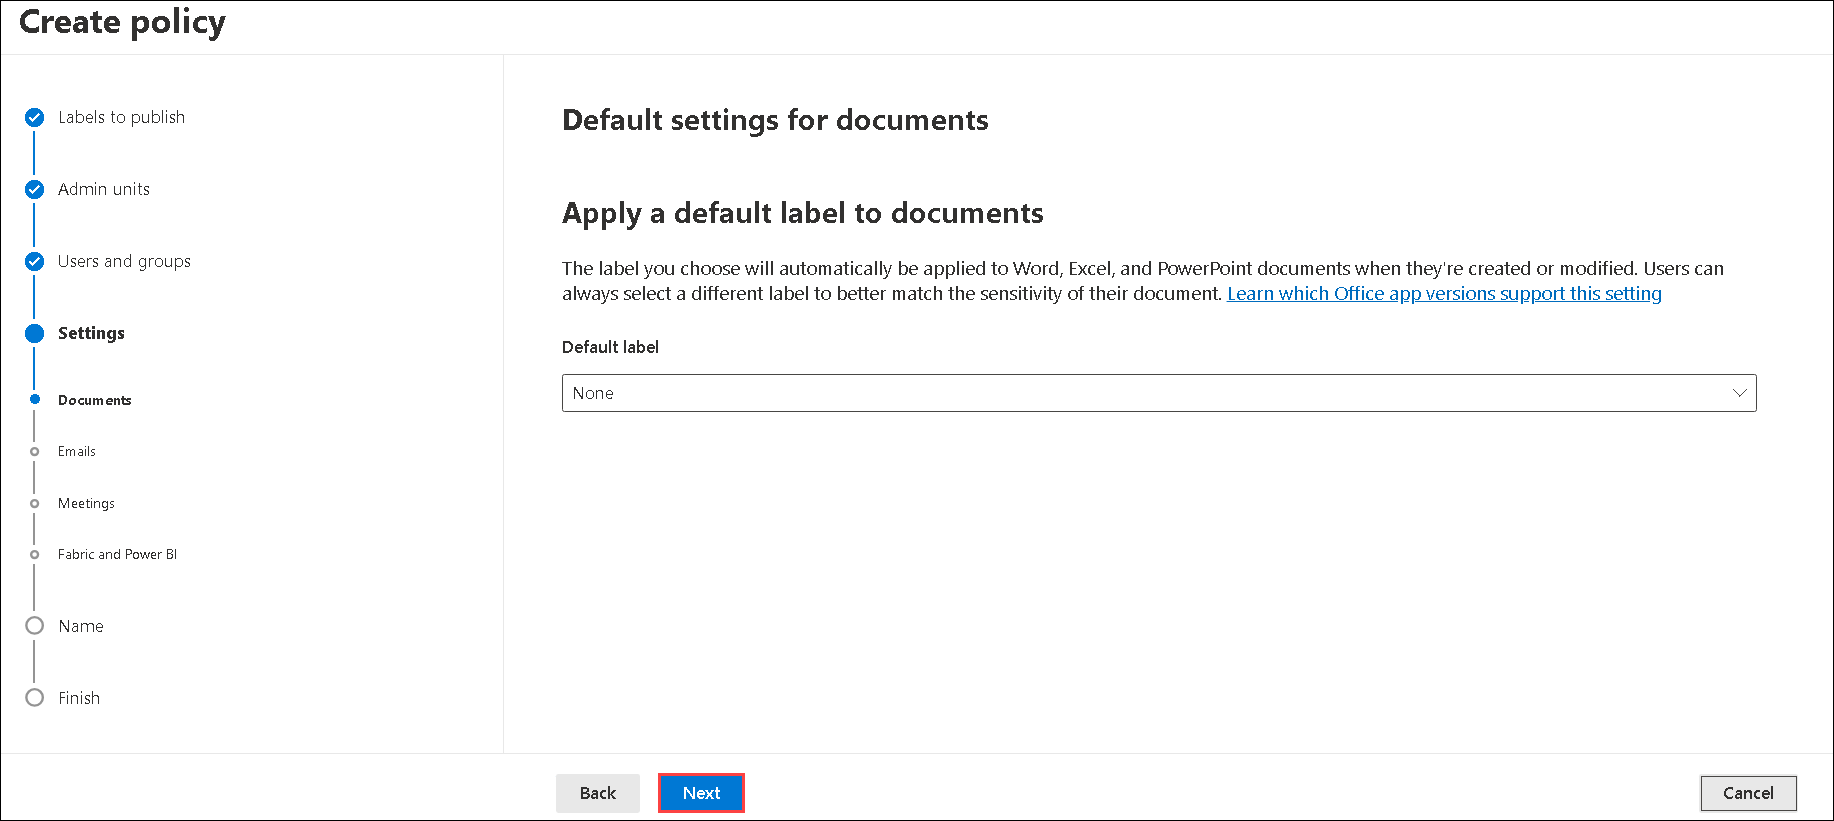 Create policy
Labels to publish
Admin units
Users and groups
Settings
Documents
Emails
Meetings
Fabric and Power BI
Name
Finish
Default settings for documents
Apply a default label to documents
The label you choose will automatically be applied to Word, Excel, and PowerPoint documents when they're created or modified. Users can
always select a different label to better match the sensitivity of their document. Learn which Office app versions support this setting
Default label
None
Back
Next
Cancel